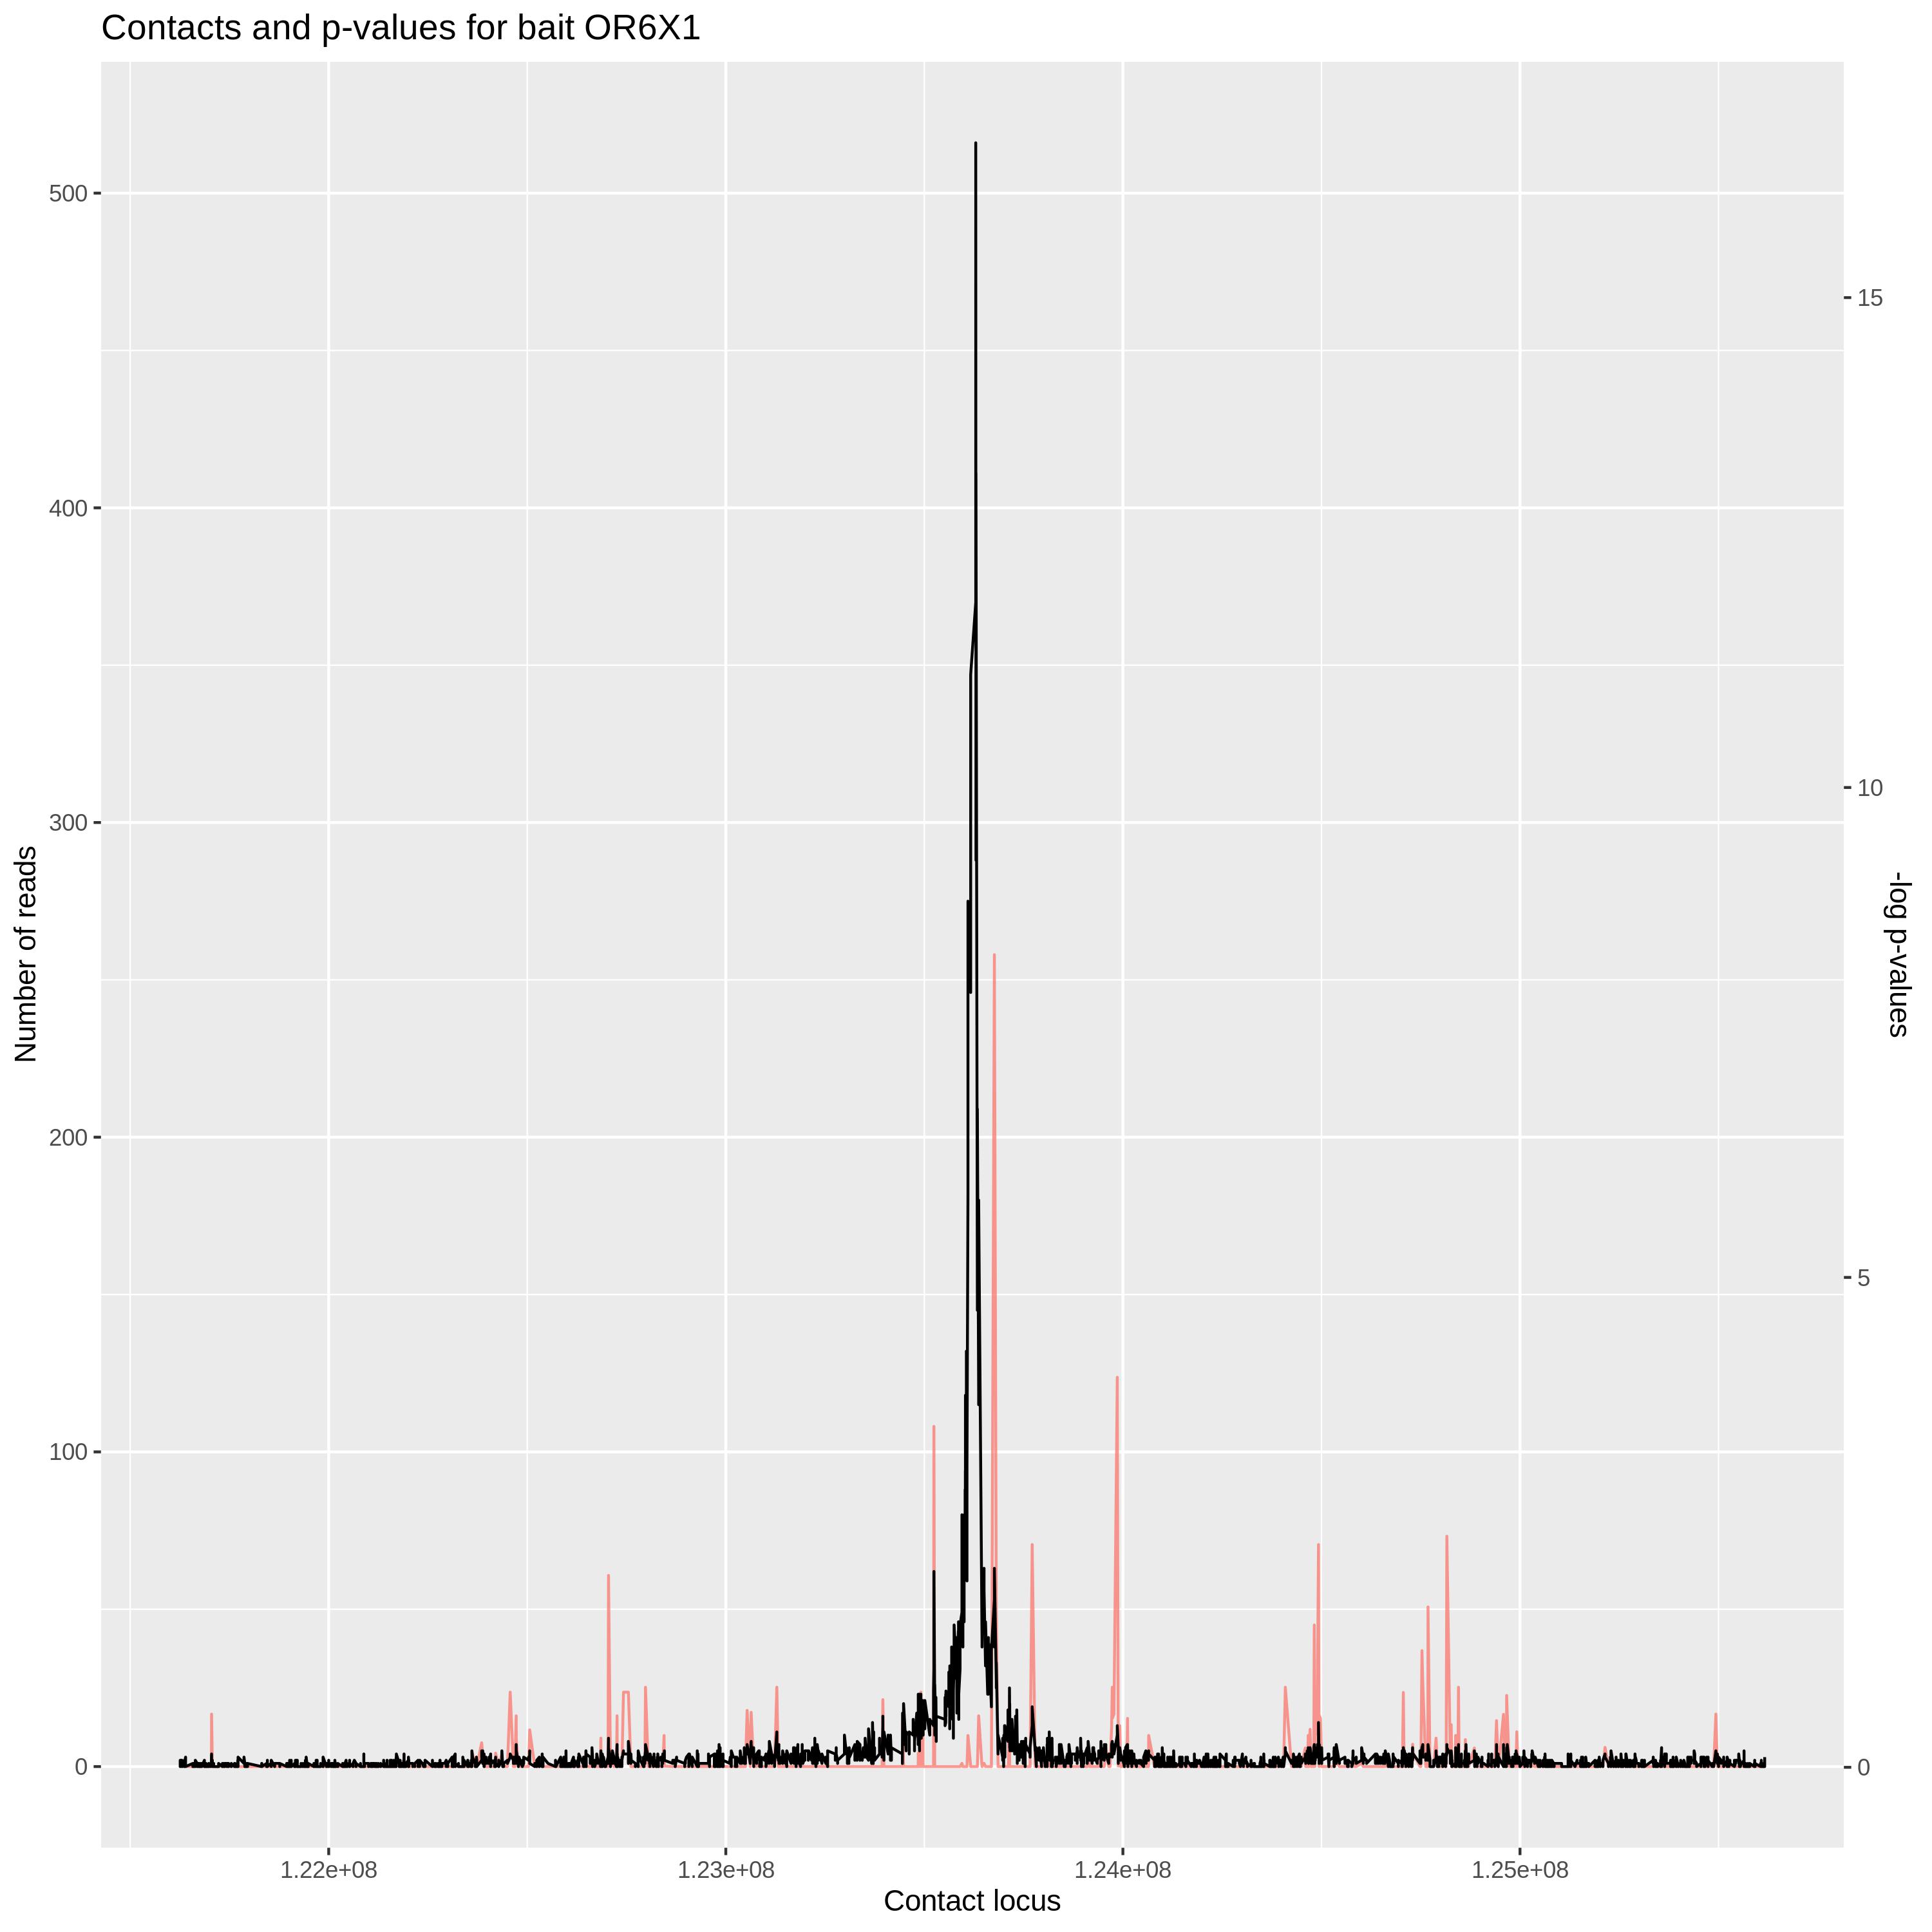 Contacts and p-values for bait OR6X1
500
400
300
200
100
0
Number of reads
15
10
5
0
-log p-values
1.22e+08
1.23e+08
1.24e+08
1.25e+08
Contact locus